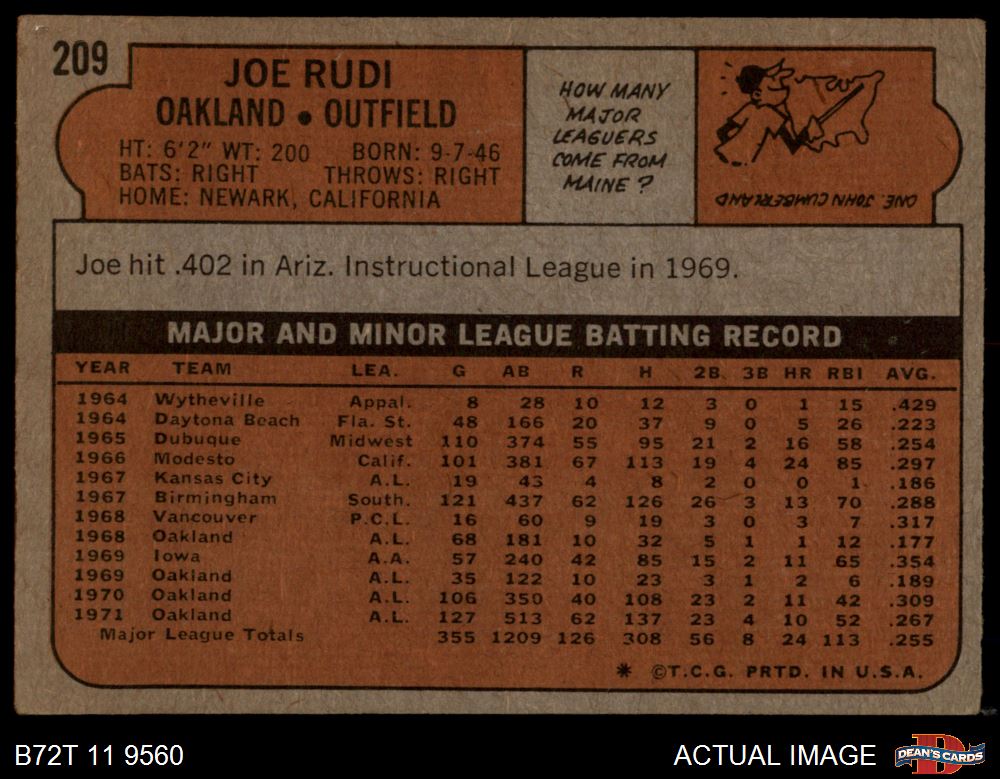 209
JOE RUDI
OAKLAND • OUTFIELD
HT: 6'2" WT: 200 BORN: 9-7-46
BATS: RIGHT THROWS: RIGHT
HOME: NEWARK, CALIFORNIA
HOW MANY
MAJOR
LEAGUERS
COME FROM
MAINE?
ONE. JOHN CUMBERLAND
Joe hit .402 in Ariz. Instructional League in 1969.
MAJOR AND MINOR LEAGUE BATTING RECORD
YEAR TEAM LEA. G AB R H 2B 3B HR RBI AVG.
1964 Wytheville Appal. 8 28 10 12 3 0 1 15 .429
1964 Daytona Beach Fla. St. 48 166 20 37 9 0 5 26 .223
1965 Dubuque Midwest 110 374 55 95 21 2 16 58 .254
1966 Modesto Calif. 101 381 67 113 19 4 24 85 .297
1967 Kansas City A.L. 19 43 4 8 2 0 0 1 .186
1967 Birmingham South. 121 437 62 126 26 3 13 70 .288
1968 Vancouver P.C.L. 16 60 9 19 3 0 3 7 .317
1968 Oakland A.L. 68 181 10 32 5 1 1 12 .177
1969 Iowa A.A. 57 240 42 85 15 2 11 65 .354
1969 Oakland A.L. 35 122 10 23 3 1 2 6 .189
1970 Oakland A.L. 106 350 40 108 23 2 11 42 .309
1971 Oakland A.L. 127 513 62 137 23 4 10 52 .267
Major League Totals 355 1209 126 308 56 8 24 113 .255
* ©T.C.G. PRTD. IN U.S.A.
B72T 11 9560
ACTUAL IMAGE
DEAN'S CARDS